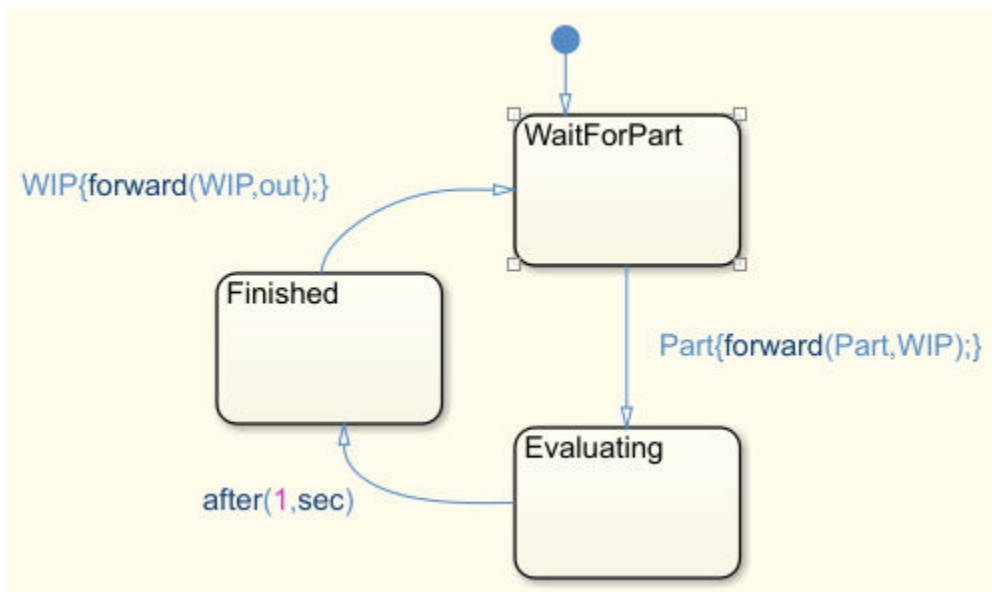 WaitForPart
WIP{forward(WIP,out);}
Finished
Part{forward(Part,WIP);}
Evaluating
after(1,sec)